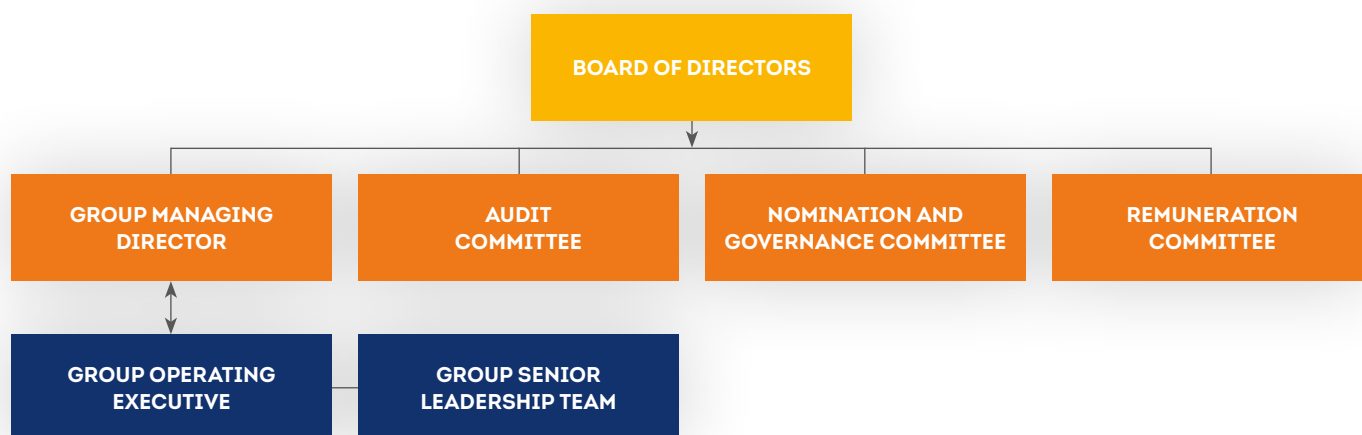 BOARD OF DIRECTORS
GROUP MANAGING
DIRECTOR
AUDIT
COMMITTEE
NOMINATION AND
GOVERNANCE COMMITTEE
REMUNERATION
COMMITTEE
GROUP OPERATING
EXECUTIVE
GROUP SENIOR
LEADERSHIP TEAM